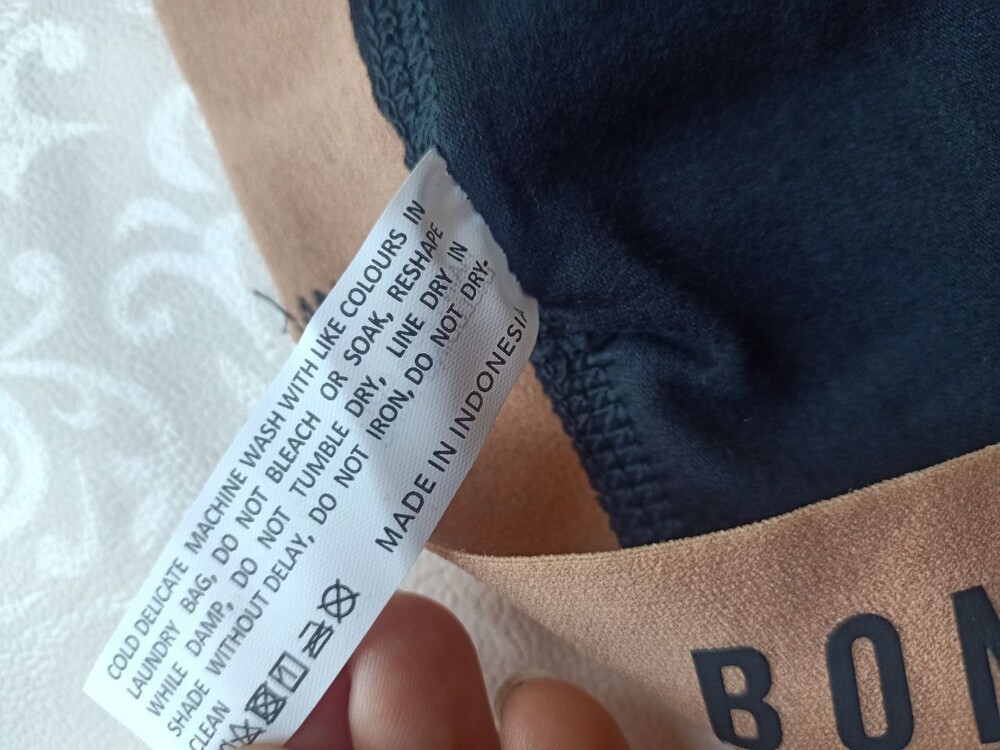 COLD DELICATE MACHINE WASH WITH LIKE COLOURS IN
LAUNDRY BAG, DO NOT BLEACH OR SOAK, RESHAPE
WHILE DAMP, DO NOT TUMBLE DRY, LINE DRY IN
SHADE WITHOUT DELAY, DO NOT IRON, DO NOT DRY-
CLEAN
MADE IN INDONESIA
BON